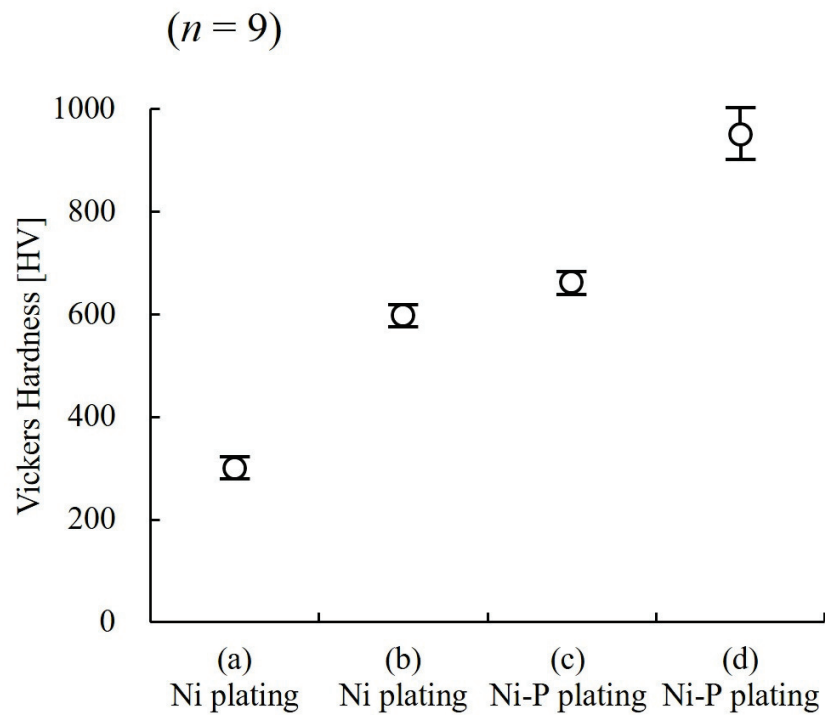 (n = 9)
Vickers Hardness [HV]
1000
800
600
400
200
0
(a)
Ni plating
(b)
Ni plating
(c)
Ni-P plating
(d)
Ni-P plating